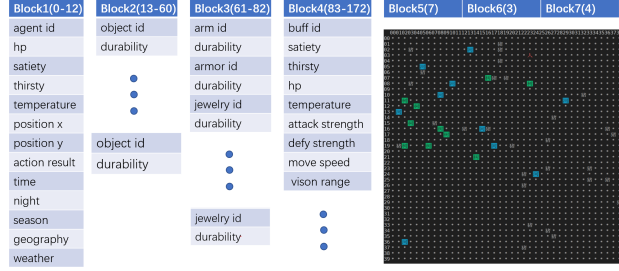 Block1(0-12)
agent id
hp
satiety
thirsty
temperature
position x
position y
action result
time
night
season
geography
weather
Block2(13-60)
object id
durability
object id
durability
Block3(61-82)
arm id
durability
armor id
durability
jewelry id
durability
jewelry id
durability
Block4(83-172)
buff id
satiety
thirsty
hp
temperature
attack strength
defy strength
move speed
vison range
Block5(7)
Block6(3)
Block7(4)